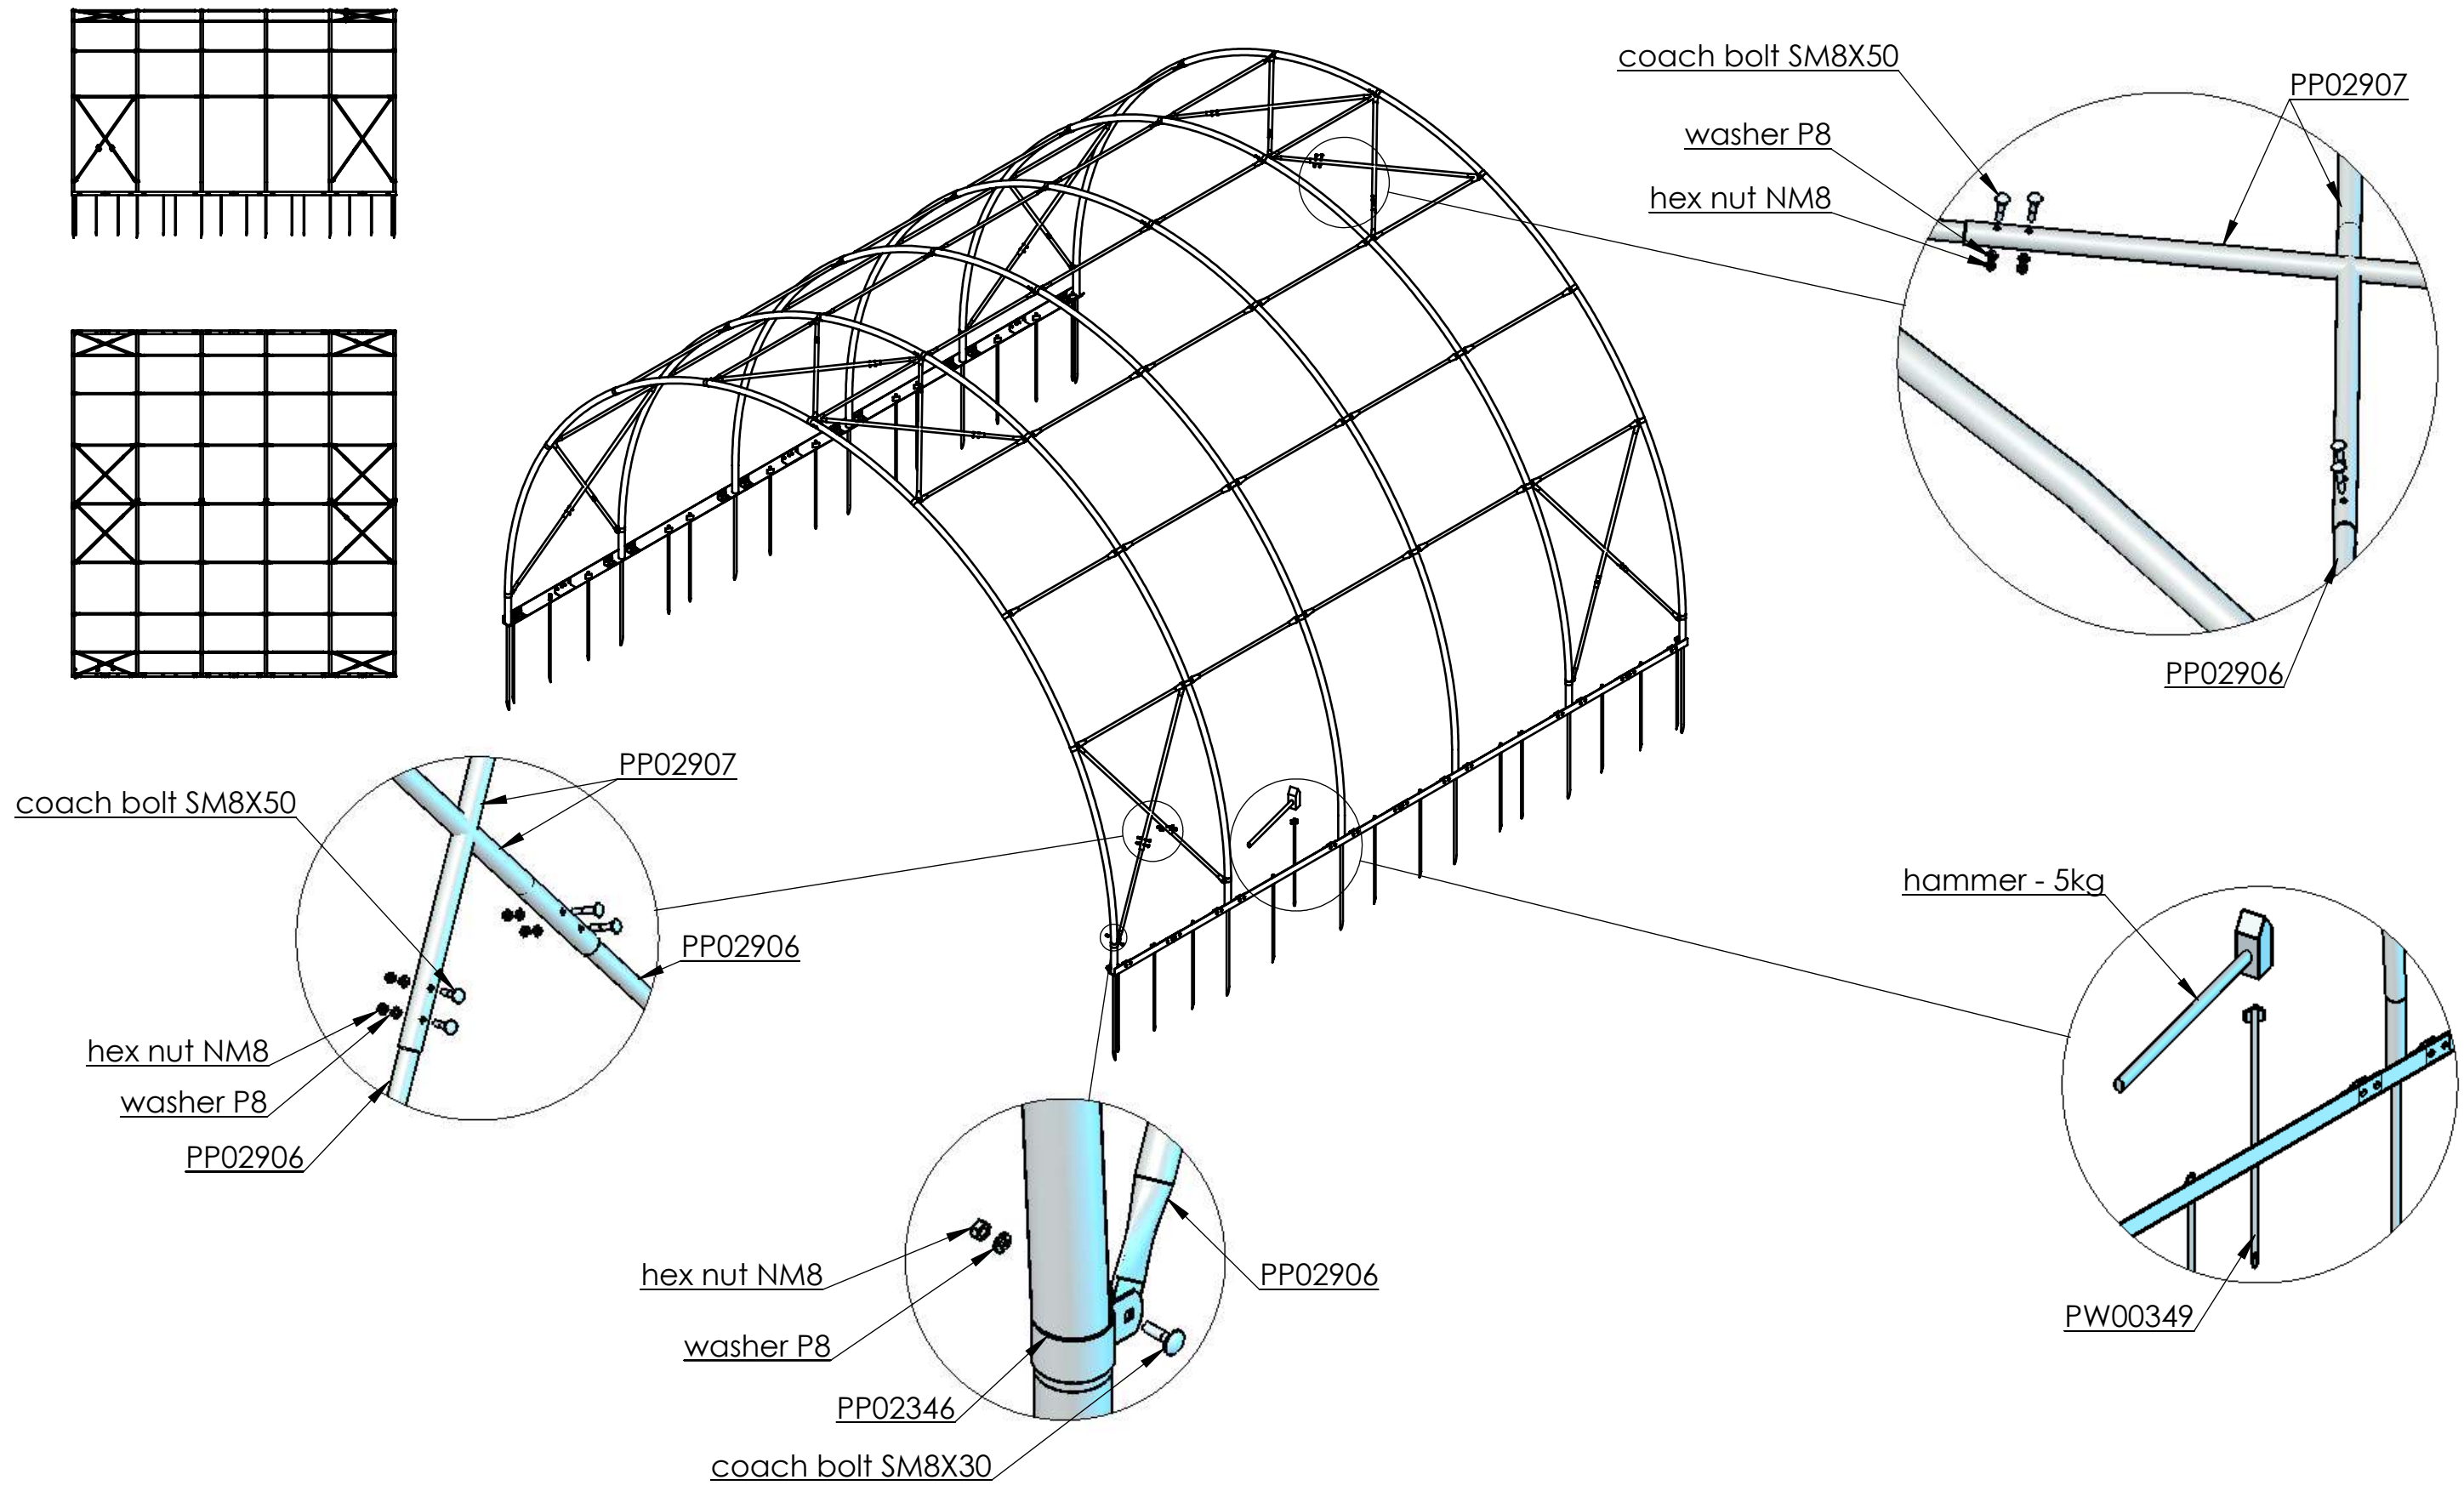 coach bolt SM8X50
PP02907
washer P8
hex nut NM8
PP02906
PP02907
coach bolt SM8X50
PP02906
hex nut NM8
washer P8
PP02906
hammer - 5kg
PW00349
hex nut NM8
PP02906
washer P8
PP02346
coach bolt SM8X30